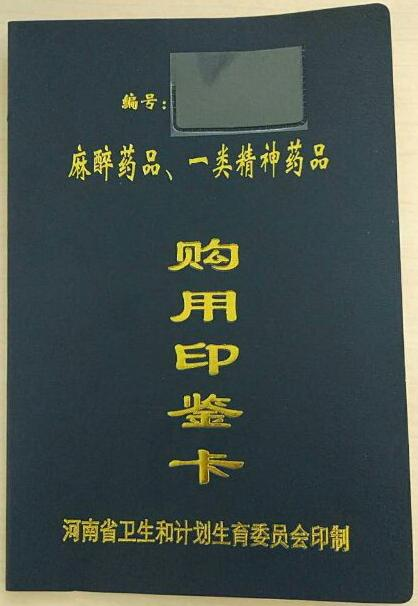 编号：
麻醉药品、一类精神药品
购
用
印
鉴
卡
河南省卫生和计划生育委员会印制